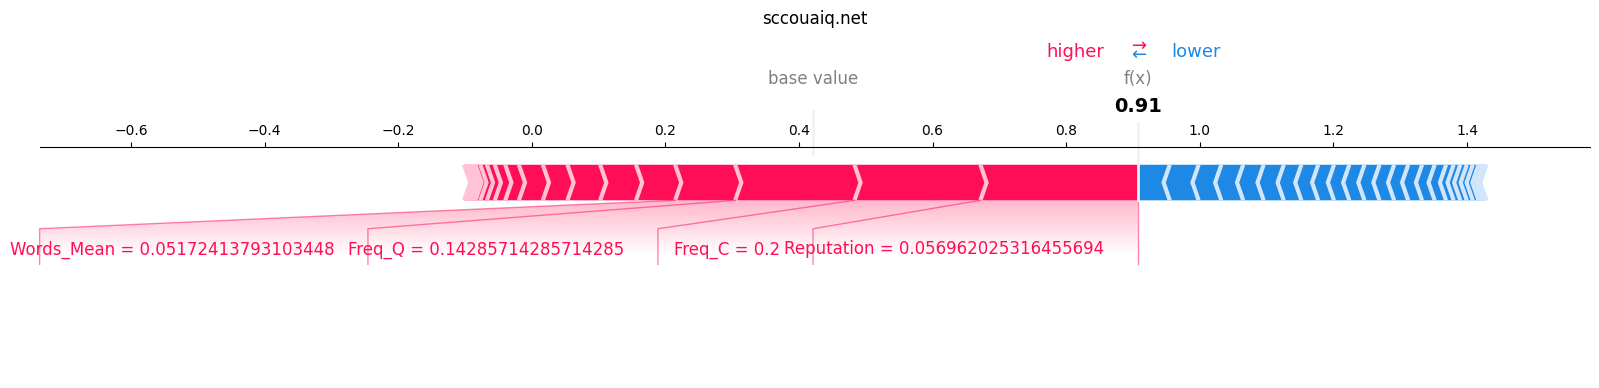 sccouaiq.net
higher → ← lower
base value f(x)
0.91
−0.6 −0.4 −0.2 0.0 0.2 0.4 0.6 0.8 1.0 1.2 1.4
Words_Mean = 0.05172413793103448 Freq_Q = 0.14285714285714285 Freq_C = 0.2 Reputation = 0.056962025316455694